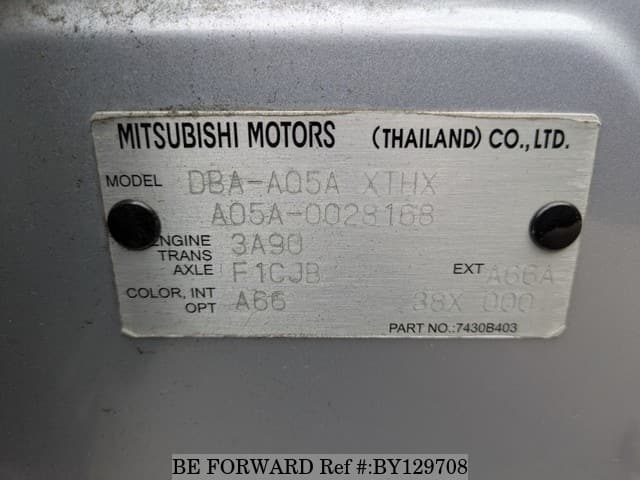 MITSUBISHI MOTORS (THAILAND) CO., LTD.
MODEL DBA-A05A XTHX
A05A-0028168
ENGINE 3A90
TRANS
AXLE F1CJB EXT A66A
COLOR, INT A66 88X 000
OPT
PART NO.:7430B403
BE FORWARD Ref #:BY129708